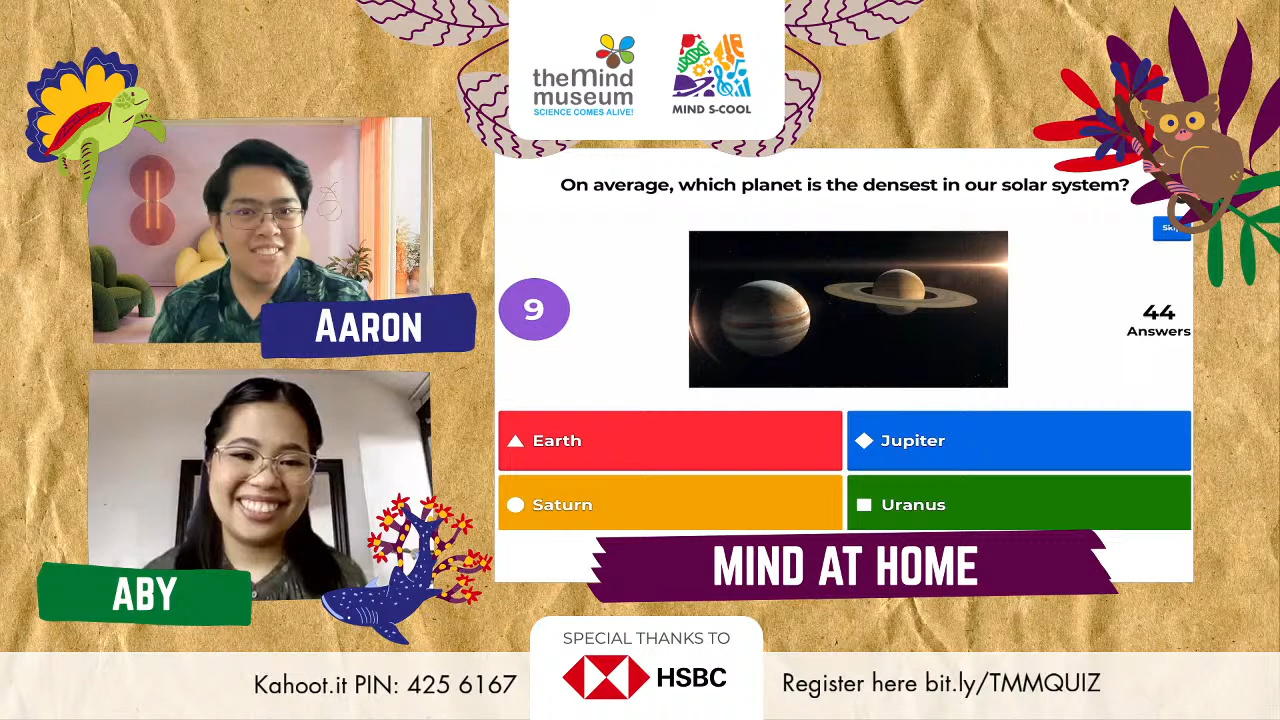 themind
museum
SCIENCE COMES ALIVE!
MIND S-COOL
On average, which planet is the densest in our solar system?
AARON
9
44
Answers
Earth
Jupiter
Saturn
Uranus
MIND AT HOME
ABY
SPECIAL THANKS TO
HSBC
Kahoot.it PIN: 425 6167
Register here bit.ly/TMMQUIZ